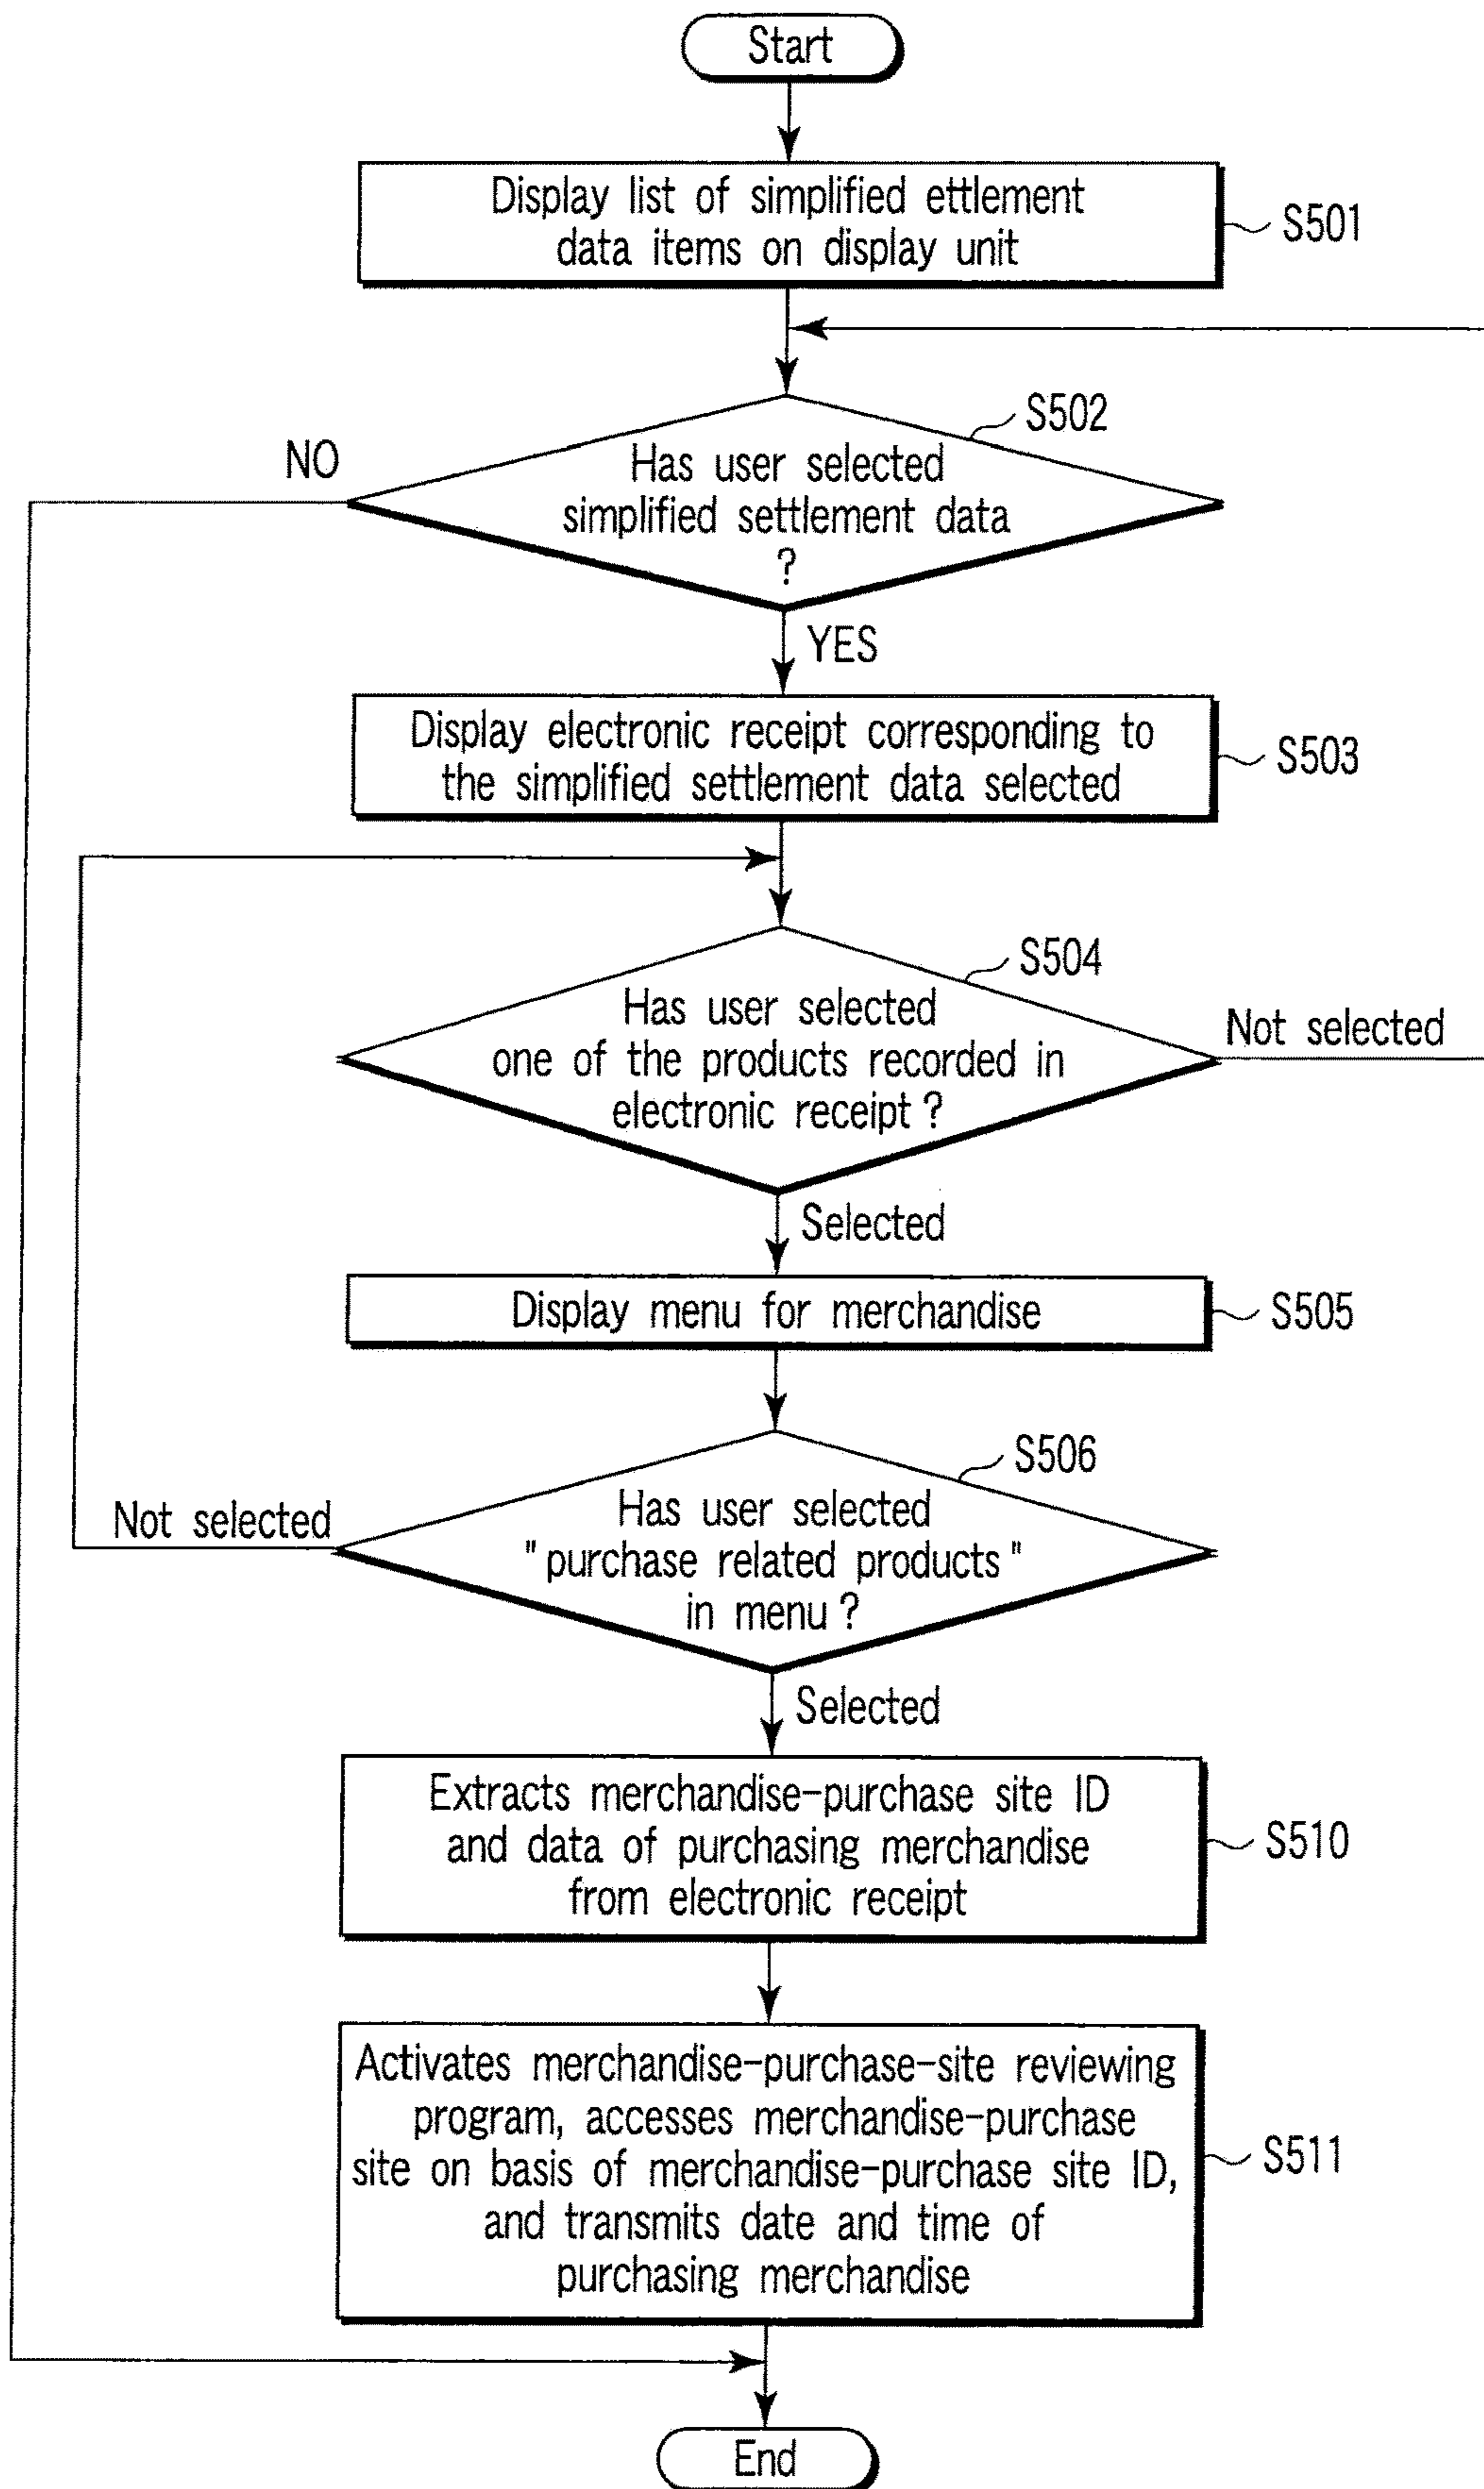 Start
Display list of simplified ettlement
data items on display unit
S501
S502
NO
Has user selected
simplified settlement data
?
YES
Display electronic receipt corresponding to
the simplified settlement data selected
S503
S504
Has user selected
one of the products recorded in
electronic receipt ?
Not selected
Selected
Display menu for merchandise
S505
S506
Not selected
Has user selected
"purchase related products"
in menu ?
Selected
Extracts merchandise-purchase site ID
and data of purchasing merchandise
from electronic receipt
S510
Activates merchandise-purchase-site reviewing
program, accesses merchandise-purchase
site on basis of merchandise-purchase site ID,
and transmits date and time of
purchasing merchandise
S511
End